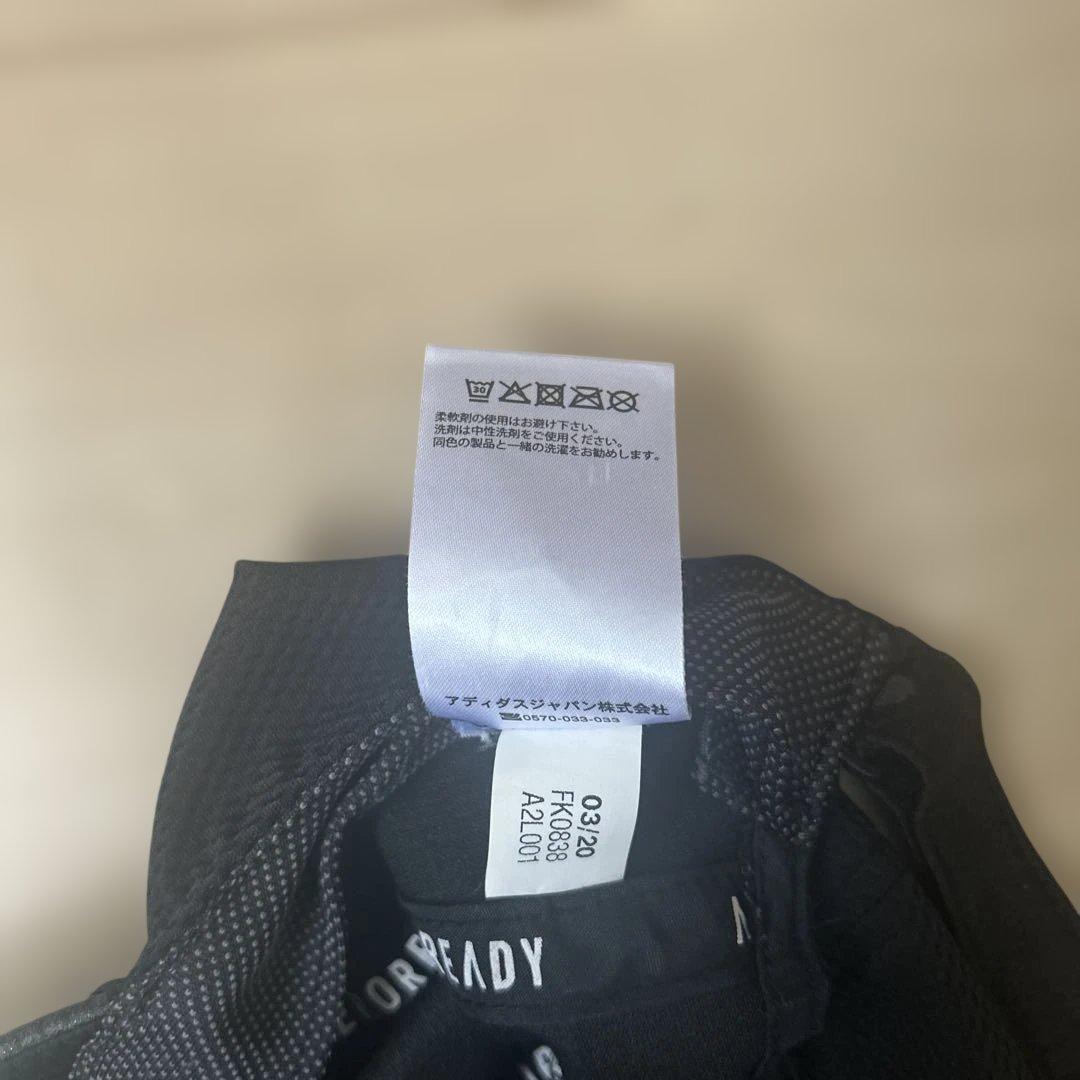 30
柔軟剤の使用はお避け下さい。
洗剤は中性洗剤をご使用ください。
同色の製品と一緒の洗濯をお勧めします。
アディダスジャパン株式会社
0570-033-033
03/20
FK0838
A2L001
READY